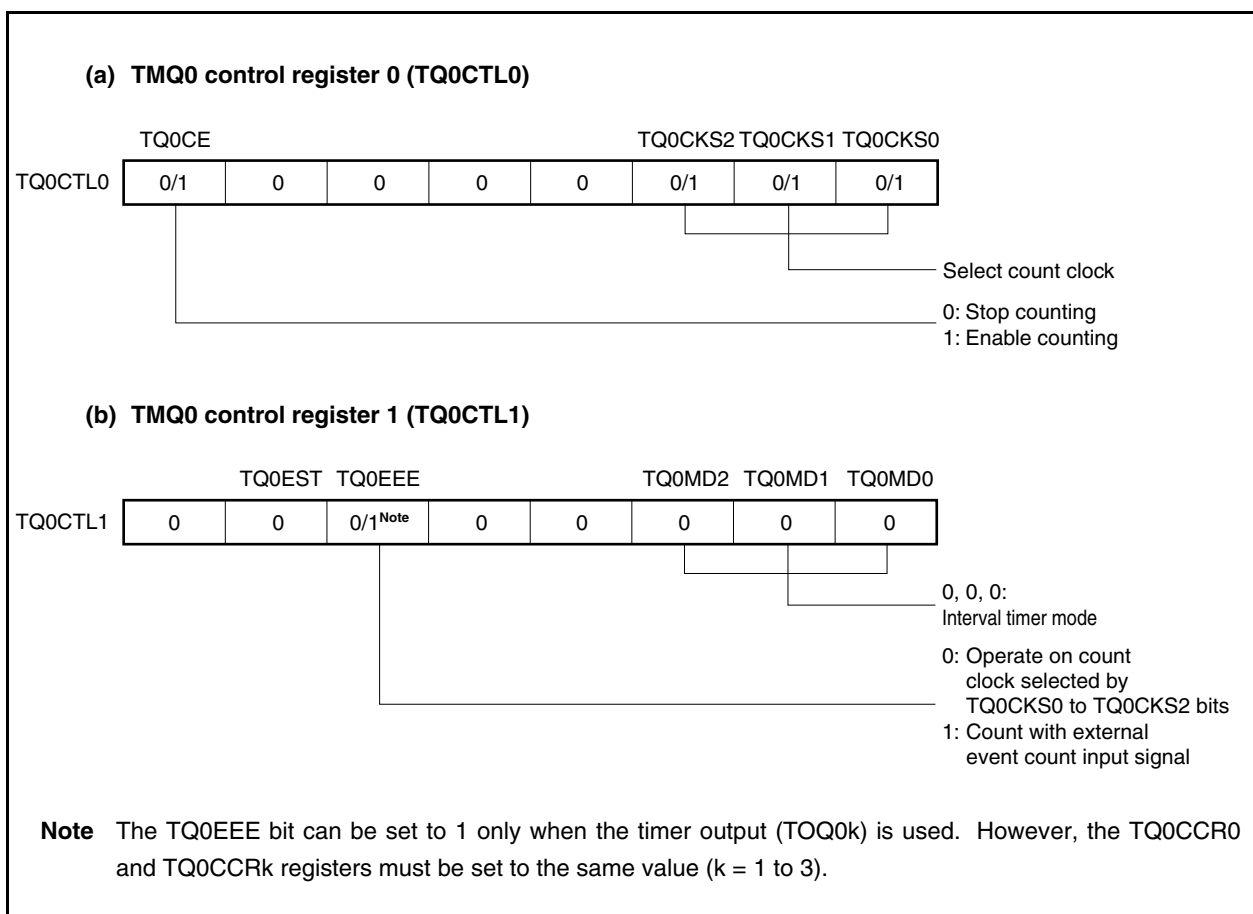 (a) TMQ0 control register 0 (TQ0CTL0)
TQ0CE TQ0CKS2 TQ0CKS1 TQ0CKS0
TQ0CTL0 0/1 0 0 0 0 0/1 0/1 0/1
Select count clock
0: Stop counting
1: Enable counting
(b) TMQ0 control register 1 (TQ0CTL1)
TQ0EST TQ0EEE TQ0MD2 TQ0MD1 TQ0MD0
TQ0CTL1 0 0 0/1Note 0 0 0 0 0
0, 0, 0:
Interval timer mode
0: Operate on count
clock selected by
TQ0CKS0 to TQ0CKS2 bits
1: Count with external
event count input signal
Note The TQ0EEE bit can be set to 1 only when the timer output (TOQ0k) is used. However, the TQ0CCR0
and TQ0CCRk registers must be set to the same value (k = 1 to 3).